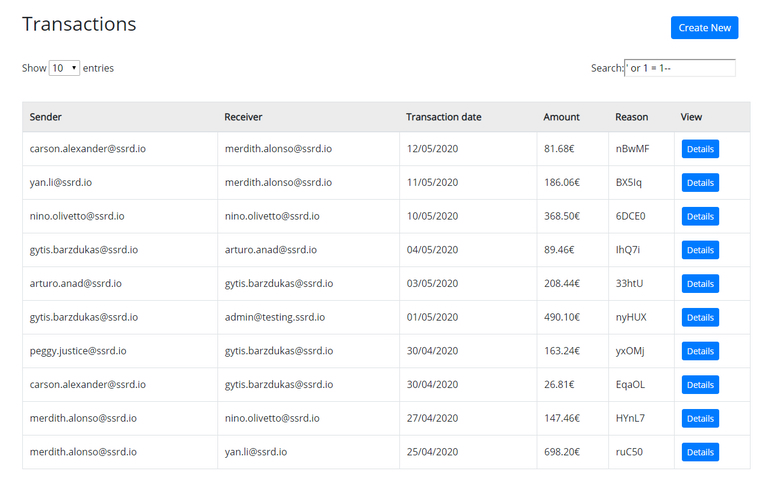 Transactions
Create New
Show 10 entries
Search: ' or 1 = 1--
Sender Receiver Transaction date Amount Reason View
carson.alexander@ssrd.io merdith.alonso@ssrd.io 12/05/2020 81.68€ nBwMF Details
yan.li@ssrd.io merdith.alonso@ssrd.io 11/05/2020 186.06€ BX5Iq Details
nino.olivetto@ssrd.io nino.olivetto@ssrd.io 10/05/2020 368.50€ 6DCE0 Details
gytis.barzdukas@ssrd.io arturo.anad@ssrd.io 04/05/2020 89.46€ IhQ7i Details
arturo.anad@ssrd.io gytis.barzdukas@ssrd.io 03/05/2020 208.44€ 33htU Details
gytis.barzdukas@ssrd.io admin@testing.ssrd.io 01/05/2020 490.10€ nyHUX Details
peggy.justice@ssrd.io gytis.barzdukas@ssrd.io 30/04/2020 163.24€ yxOMj Details
carson.alexander@ssrd.io gytis.barzdukas@ssrd.io 30/04/2020 26.81€ EqaOL Details
merdith.alonso@ssrd.io nino.olivetto@ssrd.io 27/04/2020 147.46€ HYnL7 Details
merdith.alonso@ssrd.io yan.li@ssrd.io 25/04/2020 698.20€ ruC50 Details